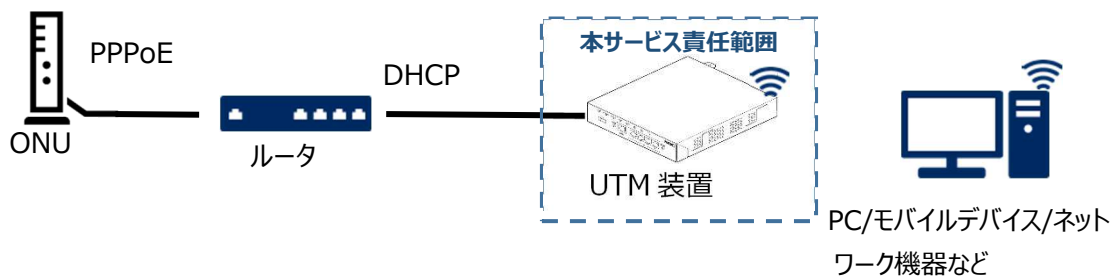 本サービス責任範囲
PPPoE
DHCP
ONU
ルータ
UTM 装置
PC/モバイルデバイス/ネット
ワーク機器など